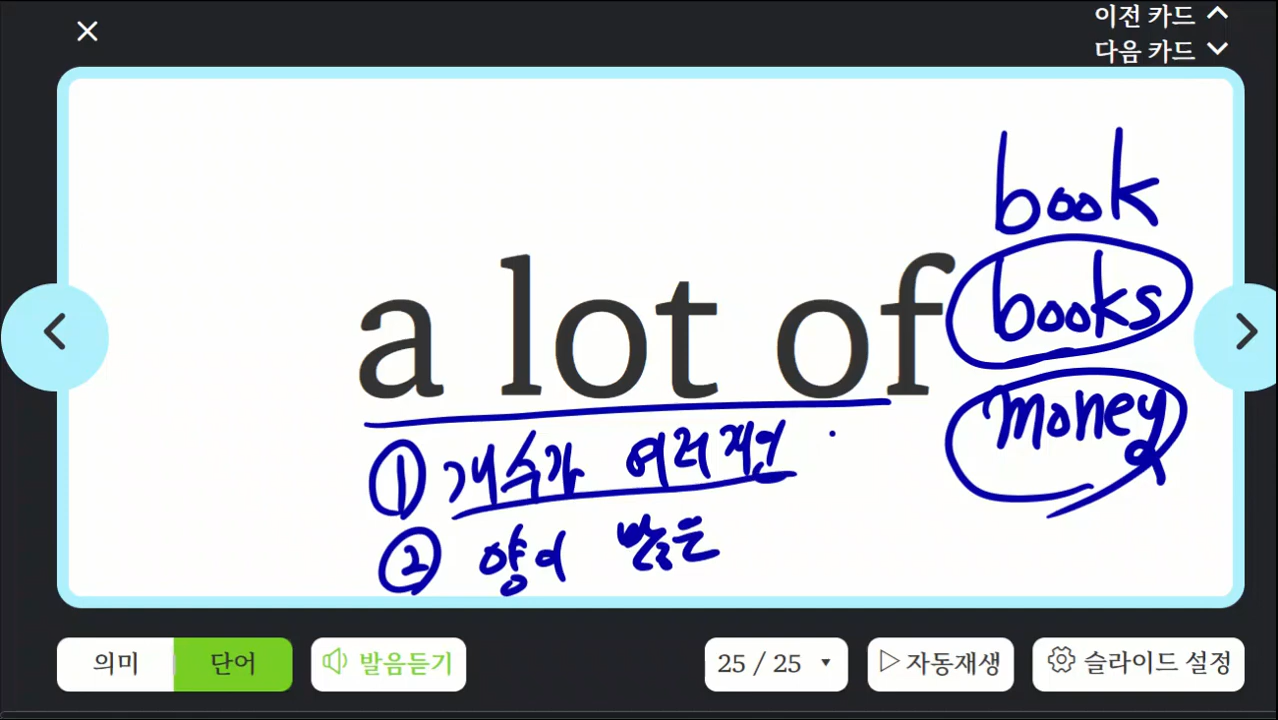 이전 카드
다음 카드
book
books
a lot of
money
① 개수가 여러개인
② 양이 많은
의미
단어
발음듣기
25 / 25
자동재생
슬라이드 설정